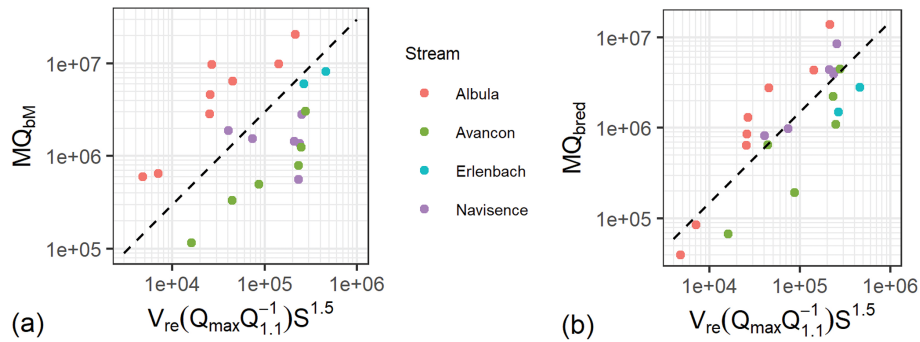 MQbM
1e+07
1e+06
1e+05
1e+04 1e+05 1e+06
(a) Vre(QmaxQ1.1^-1)S^1.5
Stream
Albula
Avancon
Erlenbach
Navisence
MQbred
1e+07
1e+06
1e+05
1e+04 1e+05 1e+06
(b) Vre(QmaxQ1.1^-1)S^1.5